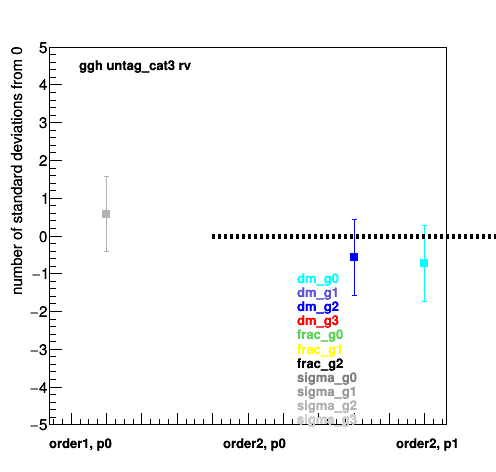 number of standard deviations from 0
ggh untag_cat3 rv
5
4
3
2
1
0
−1
−2
−3
−4
−5
dm_g0
dm_g1
dm_g2
dm_g3
frac_g0
frac_g1
frac_g2
sigma_g0
sigma_g1
sigma_g2
sigma_g3
order1, p0
order2, p0
order2, p1